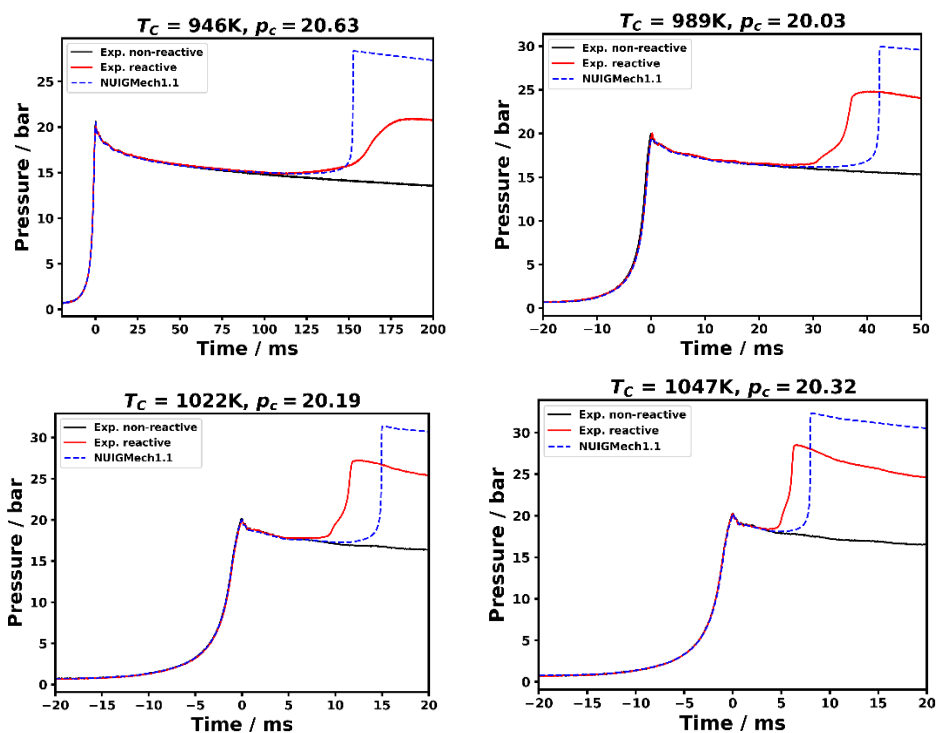 T_C = 946K, p_c = 20.63
Exp. non-reactive
Exp. reactive
NUIGMech1.1
Pressure / bar
25
20
15
10
5
0
0 25 50 75 100 125 150 175 200
Time / ms
T_C = 989K, p_c = 20.03
Exp. non-reactive
Exp. reactive
NUIGMech1.1
Pressure / bar
30
25
20
15
10
5
0
−20 −10 0 10 20 30 40 50
Time / ms
T_C = 1022K, p_c = 20.19
Exp. non-reactive
Exp. reactive
NUIGMech1.1
Pressure / bar
30
25
20
15
10
5
0
−20 −15 −10 −5 0 5 10 15 20
Time / ms
T_C = 1047K, p_c = 20.32
Exp. non-reactive
Exp. reactive
NUIGMech1.1
Pressure / bar
30
25
20
15
10
5
0
−20 −15 −10 −5 0 5 10 15 20
Time / ms